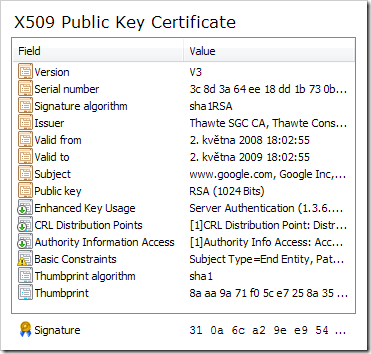 X509 Public Key Certificate
Field Value
Version V3
Serial number 3c 8d 3a 64 ee 18 dd 1b 73 0b...
Signature algorithm sha1RSA
Issuer Thawte SGC CA, Thawte Cons...
Valid from 2. května 2008 18:02:55
Valid to 2. května 2009 18:02:55
Subject www.google.com, Google Inc,...
Public key RSA (1024 Bits)
Enhanced Key Usage Server Authentication (1.3.6....
CRL Distribution Points [1]CRL Distribution Point: Distr...
Authority Information Access [1]Authority Info Access: Acc...
Basic Constraints Subject Type=End Entity, Pat...
Thumbprint algorithm sha1
Thumbprint 8a aa 9a 71 f0 5c e7 25 8a 35 ...
Signature 31 0a 6c a2 9e e9 54 ...